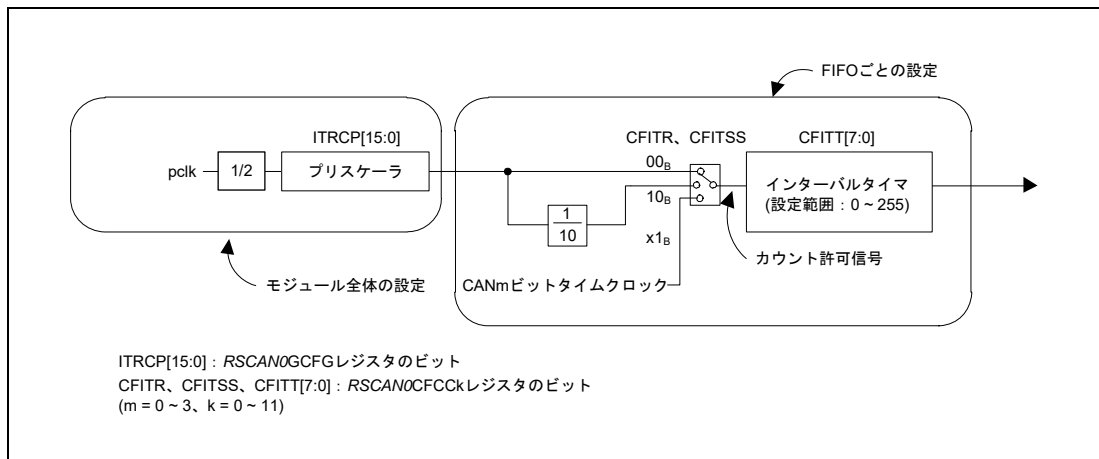 FIFOごとの設定
ITRCP[15:0]
CFITR、CFITSS
CFITT[7:0]
pclk
1/2
プリスケーラ
00B
10B
x1B
1
10
インターバルタイマ
(設定範囲：0 ~ 255)
カウント許可信号
モジュール全体の設定
CANmビットタイムクロック
ITRCP[15:0]：RSCAN0GCFGレジスタのビット
CFITR、CFITSS、CFITT[7:0]：RSCAN0CFCCkレジスタのビット
(m = 0 ~ 3、k = 0 ~ 11)